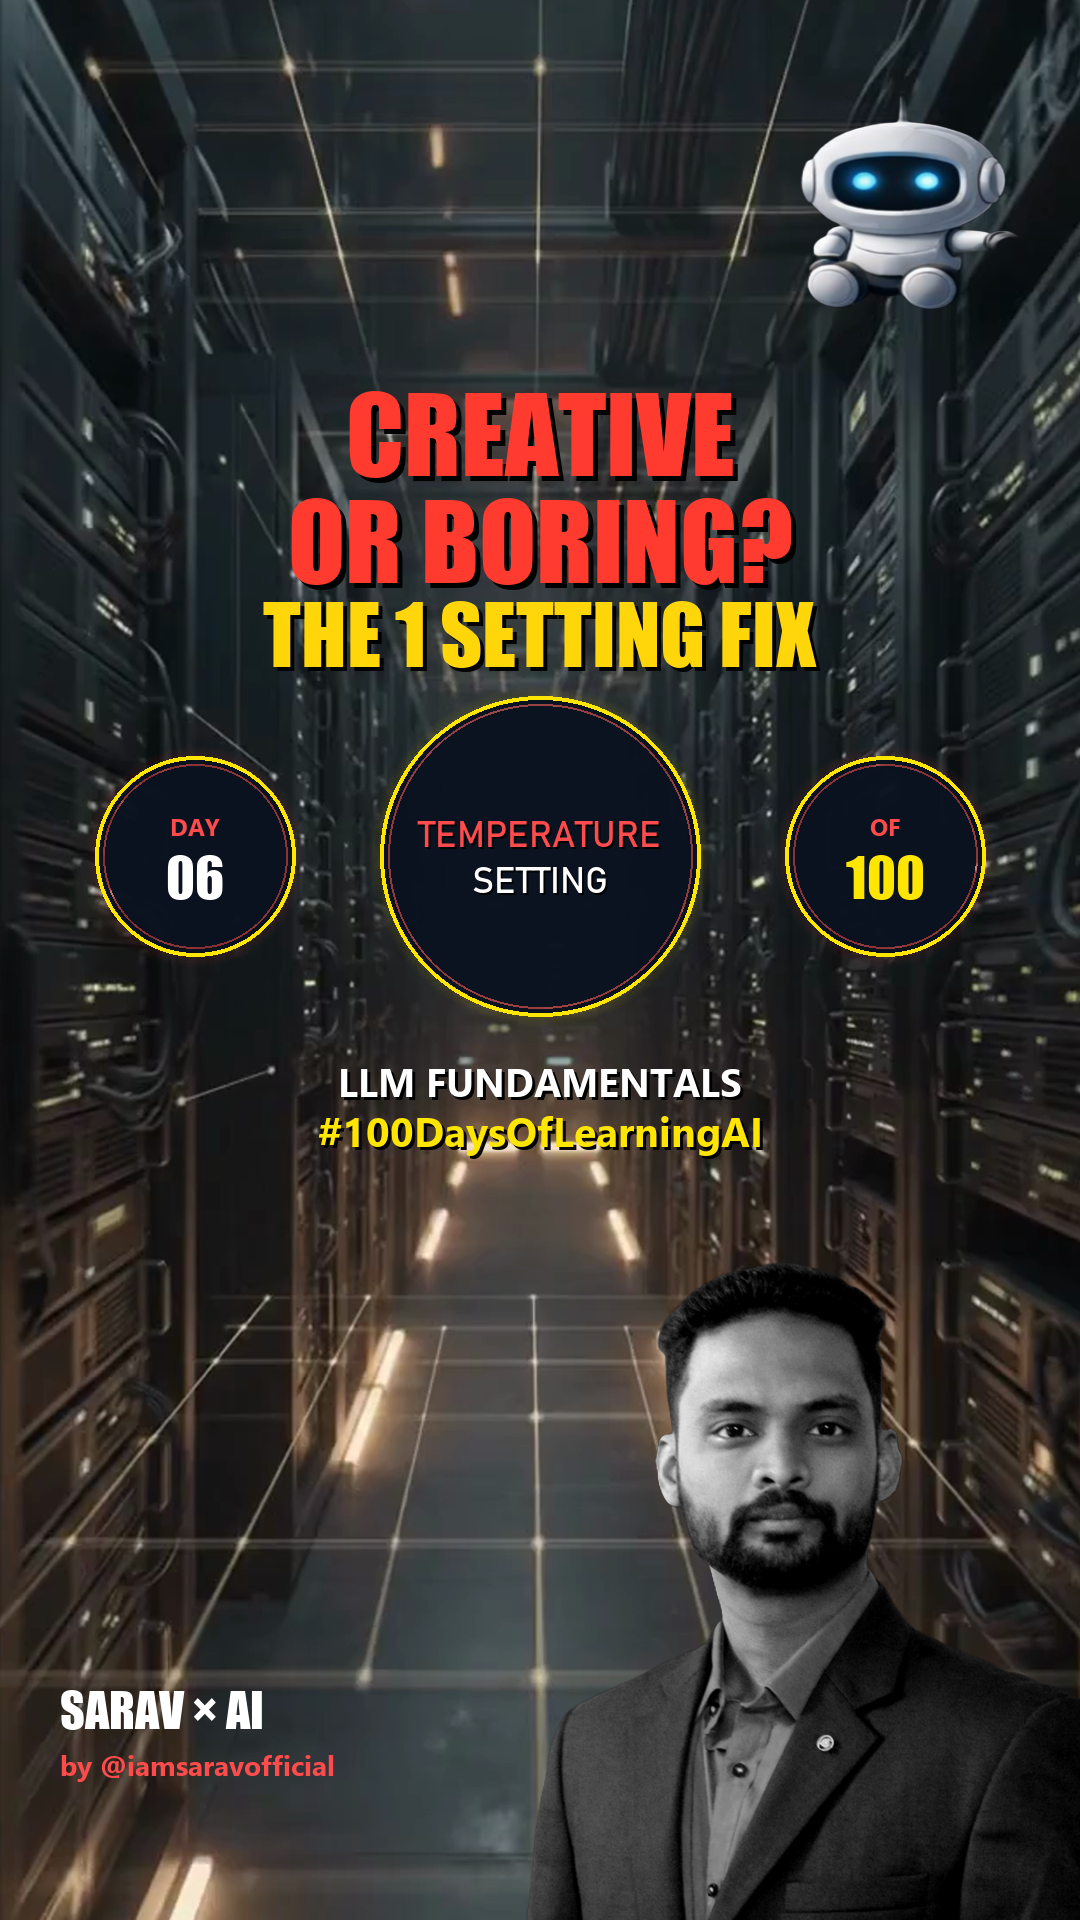 CREATIVE
OR BORING?
THE 1 SETTING FIX
DAY
06
TEMPERATURE
SETTING
OF
100
LLM FUNDAMENTALS
#100DaysOfLearningAI
SARAV × AI
by @iamsaravofficial